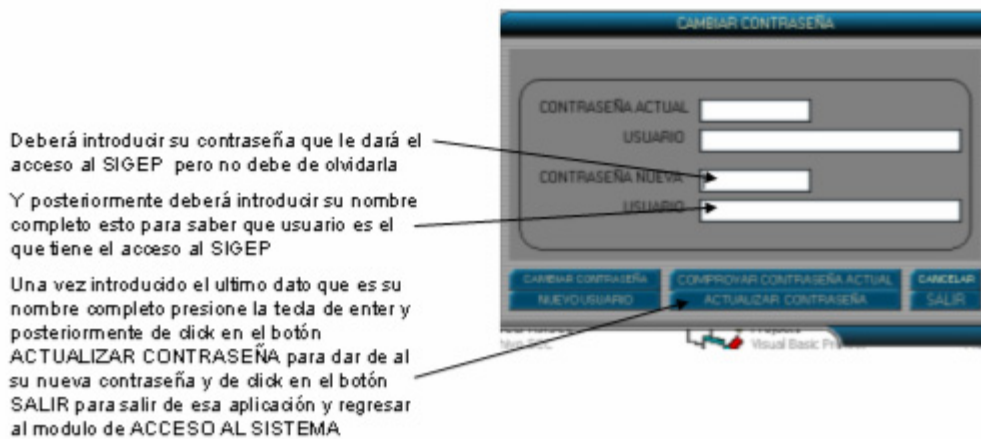 CAMBIAR CONTRASEÑA
CONTRASEÑA ACTUAL
USUARIO
CONTRASEÑA NUEVA
USUARIO
CAMBIAR CONTRASEÑA
COMPROVAR CONTRASEÑA ACTUAL
CANCELAR
NUEVO USUARIO
ACTUALIZAR CONTRASEÑA
SALIR
Visual Basic
Deberá introducir su contraseña que le dará el
acceso al SIGEP pero no debe de olvidarla
Y posteriormente deberá introducir su nombre
completo esto para saber que usuario es el
que tiene el acceso al SIGEP
Una vez introducido el ultimo dato que es su
nombre completo presione la tecla de enter y
posteriormente de click en el botón
ACTUALIZAR CONTRASEÑA para dar de al
su nueva contraseña y de click en el botón
SALIR para salir de esa aplicación y regresar
al modulo de ACCESO AL SISTEMA